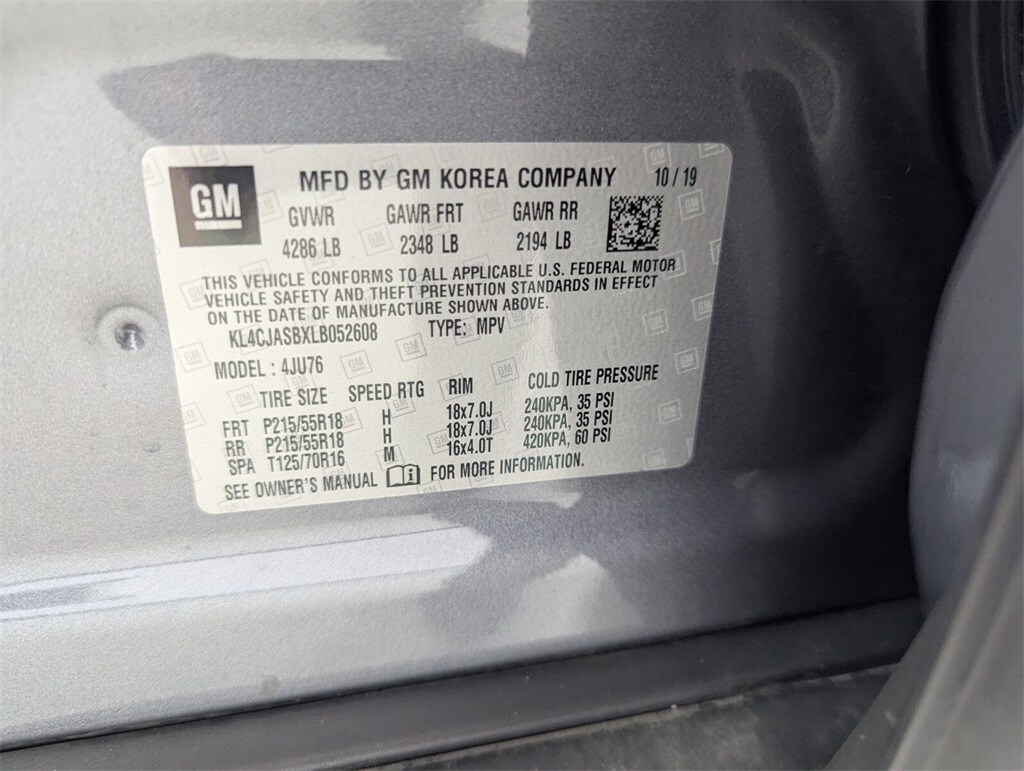 GM MFD BY GM KOREA COMPANY 10 / 19
GVWR GAWR FRT GAWR RR
4286 LB 2348 LB 2194 LB
THIS VEHICLE CONFORMS TO ALL APPLICABLE U.S. FEDERAL MOTOR
VEHICLE SAFETY AND THEFT PREVENTION STANDARDS IN EFFECT
ON THE DATE OF MANUFACTURE SHOWN ABOVE.
KL4CJASBXLB052608 TYPE: MPV
MODEL : 4JU76
TIRE SIZE SPEED RTG RIM COLD TIRE PRESSURE
FRT P215/55R18 H 18x7.0J 240KPA, 35 PSI
RR P215/55R18 H 18x7.0J 240KPA, 35 PSI
SPA T125/70R16 M 16x4.0T 420KPA, 60 PSI
SEE OWNER'S MANUAL i FOR MORE INFORMATION.